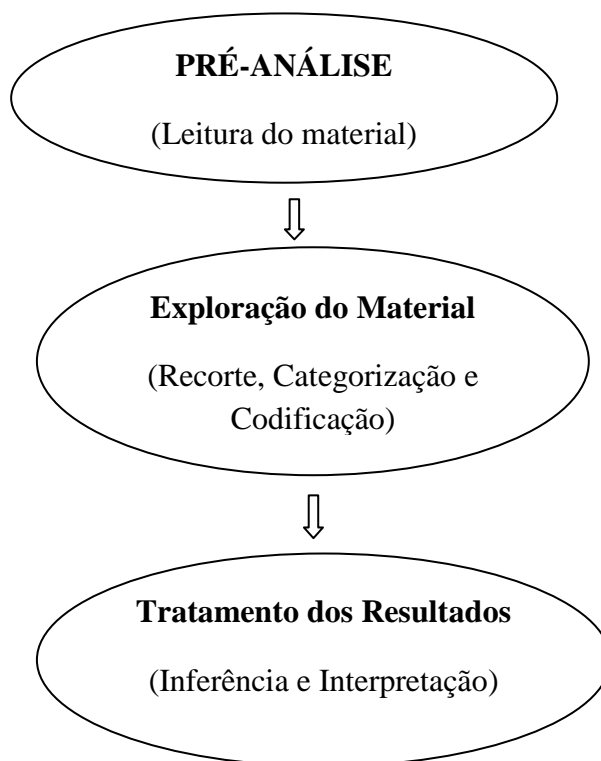 PRÉ-ANÁLISE
(Leitura do material)
Exploração do Material
(Recorte, Categorização e
Codificação)
Tratamento dos Resultados
(Inferência e Interpretação)